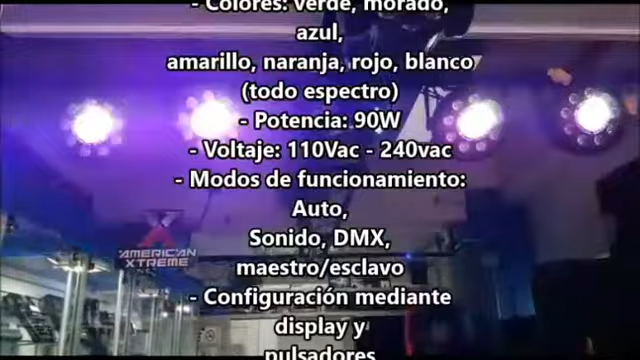 - Colores: verde, morado,
azul,
amarillo, naranja, rojo, blanco
(todo espectro)
- Potencia: 90W
- Voltaje: 110Vac - 240vac
- Modos de funcionamiento:
Auto,
Sonido, DMX,
maestro/esclavo
AMERICAN
XTREME
- Configuración mediante
display y
pulsadores